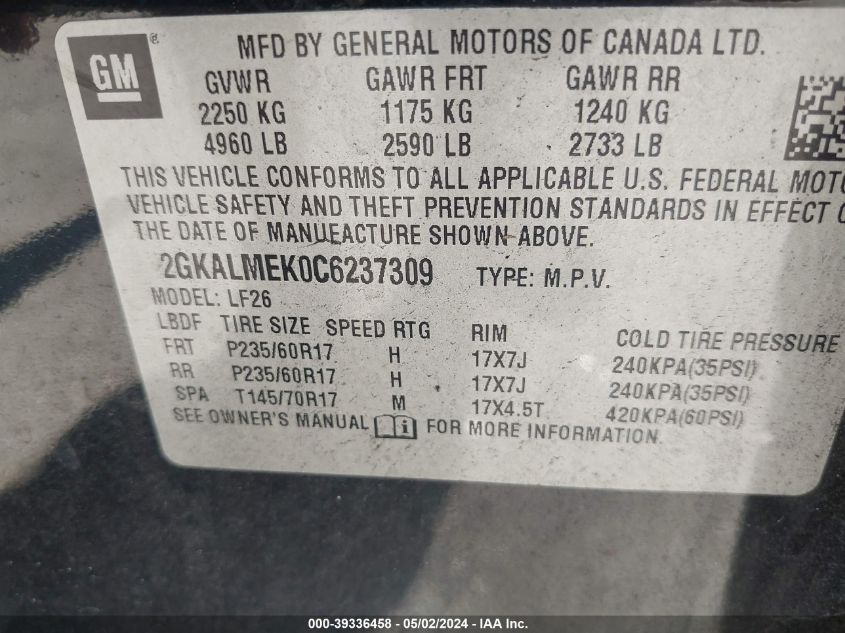 GM ®
MFD BY GENERAL MOTORS OF CANADA LTD.
GVWR GAWR FRT GAWR RR
2250 KG 1175 KG 1240 KG
4960 LB 2590 LB 2733 LB
THIS VEHICLE CONFORMS TO ALL APPLICABLE U.S. FEDERAL
VEHICLE SAFETY AND THEFT PREVENTION STANDARDS IN EFFECT
THE DATE OF MANUFACTURE SHOWN ABOVE.
2GKALMEK0C6237309 TYPE: M.P.V.
MODEL: LF26
LBDF TIRE SIZE SPEED RTG RIM COLD TIRE PRESSURE
FRT P235/60R17 H 17X7J 240KPA(35PSI)
RR P235/60R17 H 17X7J 240KPA(35PSI)
SPA T145/70R17 M 17X4.5T 420KPA(60PSI)
SEE OWNER'S MANUAL FOR MORE INFORMATION.
000-39336458 - 05/02/2024 - IAA Inc.